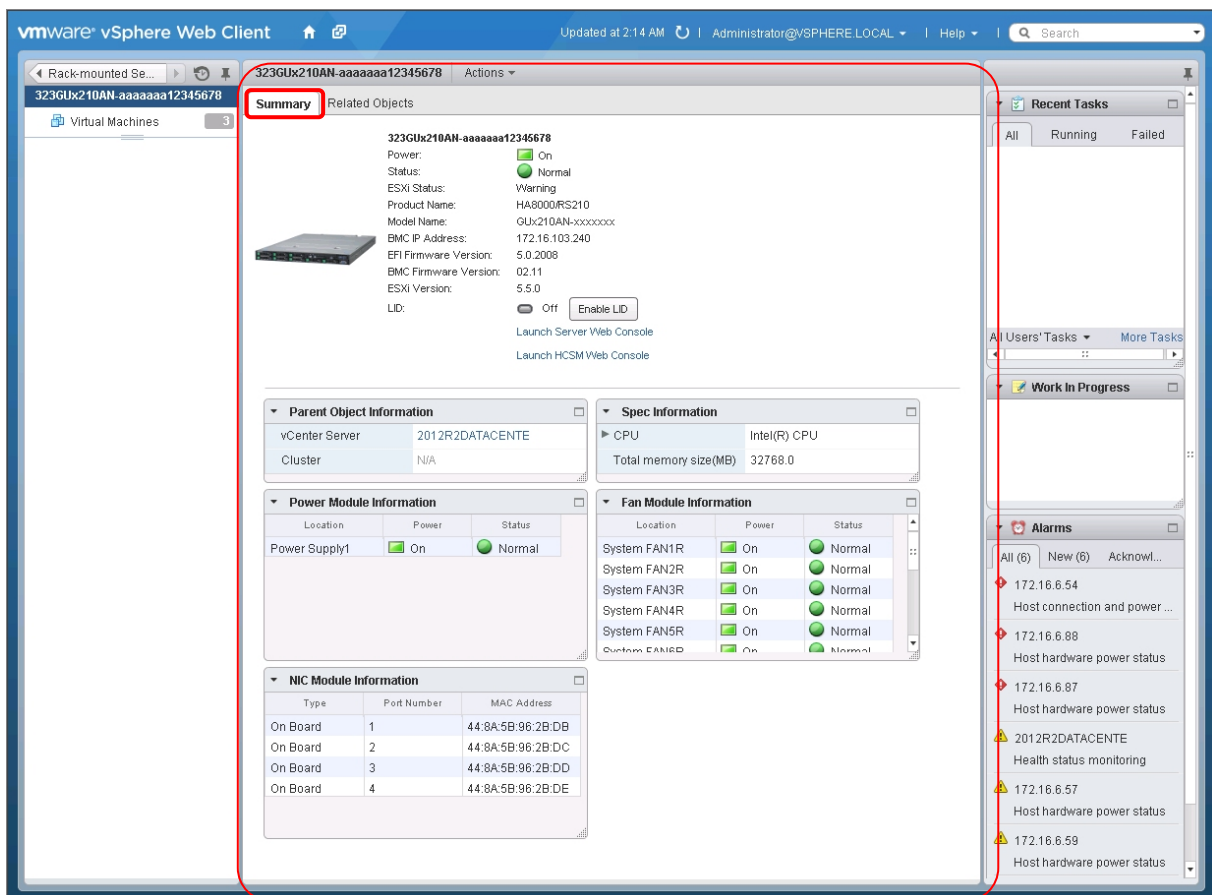 vmware® vSphere Web Client
Updated at 2:14 AM | Administrator@VSPHERE.LOCAL | Help | Search
Rack-mounted Se...
323GUx210AN-aaaaaaa12345678
Virtual Machines 3
323GUx210AN-aaaaaaa12345678 Actions
Summary Related Objects
323GUx210AN-aaaaaaa12345678
Power: On
Status: Normal
ESXi Status: Warning
Product Name: HA8000/RS210
Model Name: GUx210AN-xxxxxxx
BMC IP Address: 172.16.103.240
EFI Firmware Version: 5.0.2008
BMC Firmware Version: 02.11
ESXi Version: 5.5.0
LID: Off Enable LID
Launch Server Web Console
Launch HCSM Web Console
Parent Object Information
vCenter Server 2012R2DATACENTE
Cluster N/A
Spec Information
CPU Intel(R) CPU
Total memory size(MB) 32768.0
Power Module Information
Location Power Status
Power Supply1 On Normal
Fan Module Information
Location Power Status
System FAN1R On Normal
System FAN2R On Normal
System FAN3R On Normal
System FAN4R On Normal
System FAN5R On Normal
System FAN6R On Normal
NIC Module Information
Type Port Number MAC Address
On Board 1 44:8A:5B:96:2B:DB
On Board 2 44:8A:5B:96:2B:DC
On Board 3 44:8A:5B:96:2B:DD
On Board 4 44:8A:5B:96:2B:DE
Recent Tasks
All Running Failed
All Users' Tasks More Tasks
Work In Progress
Alarms
All (6) New (6) Acknowl...
172.16.6.54
Host connection and power ...
172.16.6.88
Host hardware power status
172.16.6.87
Host hardware power status
2012R2DATACENTE
Health status monitoring
172.16.6.57
Host hardware power status
172.16.6.59
Host hardware power status